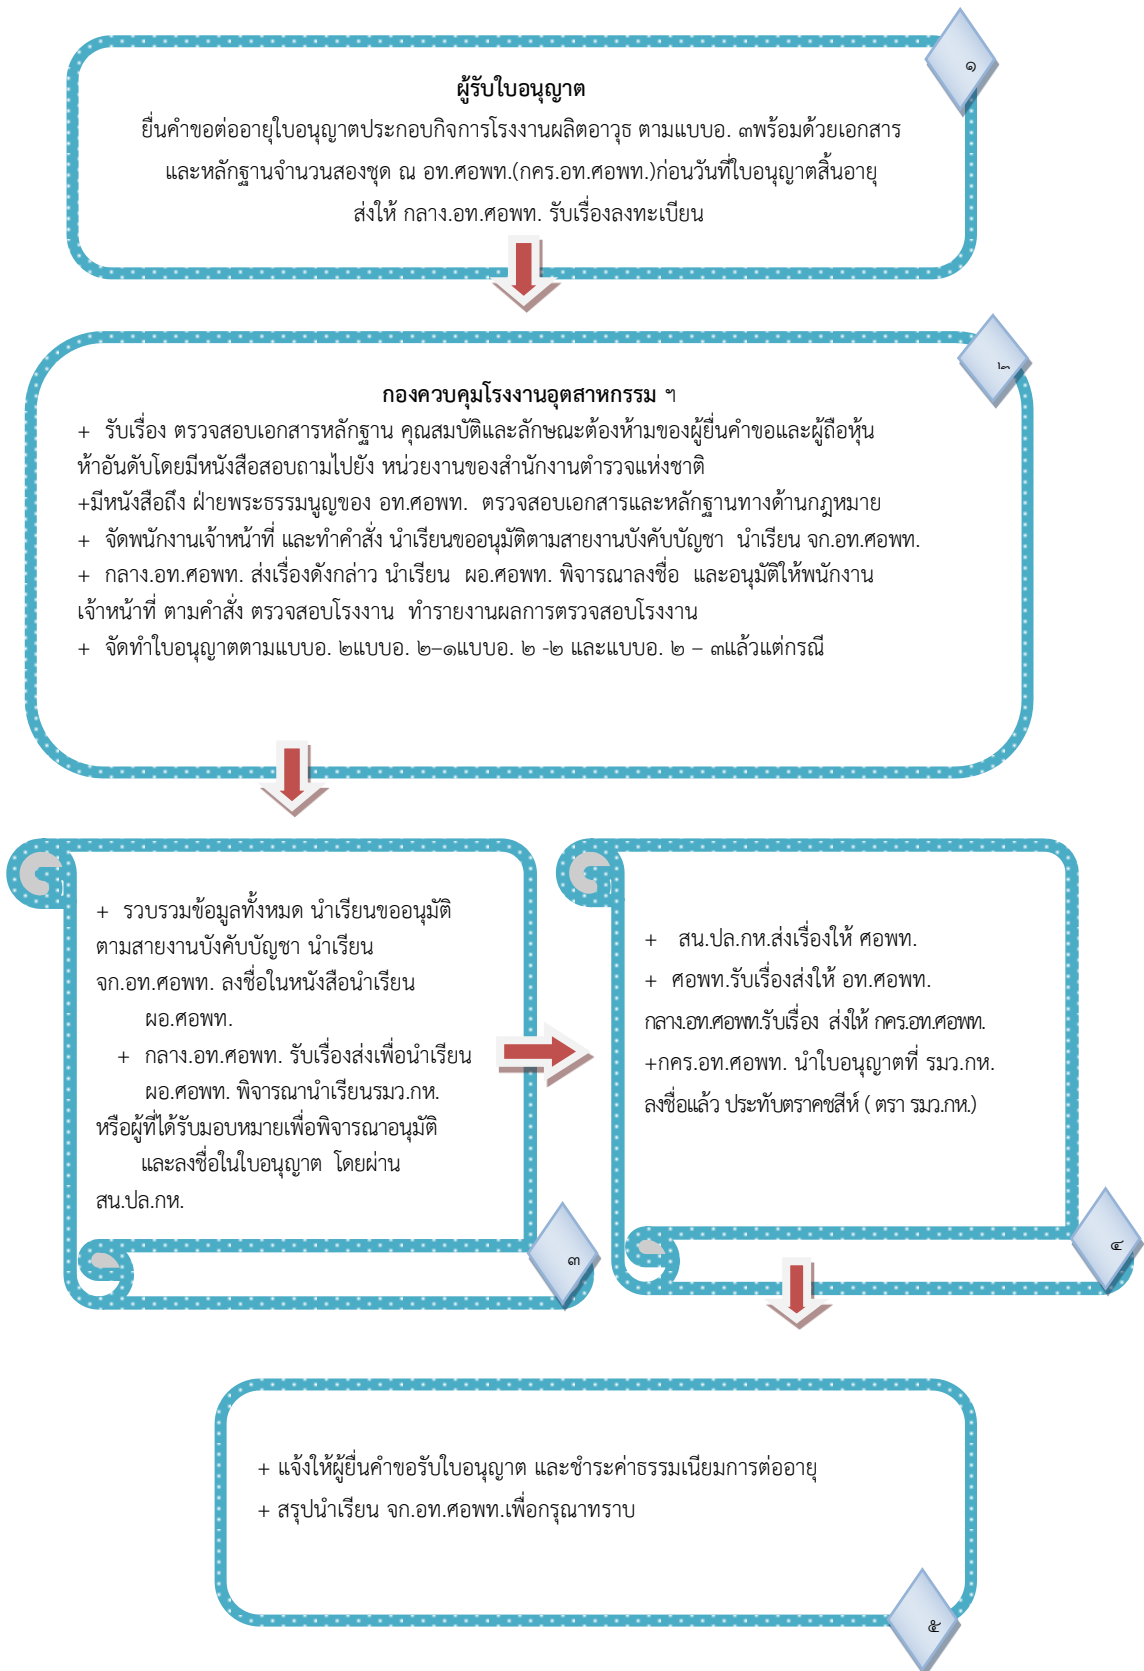 ๑
ผู้รับใบอนุญาต
ยื่นคำขอต่ออายุใบอนุญาตประกอบกิจการโรงงานผลิตอาวุธ ตามแบบอ. ๓พร้อมด้วยเอกสาร
และหลักฐานจำนวนสองชุด ณ อท.ศอพท.(กคร.อท.ศอพท.)ก่อนวันที่ใบอนุญาตสิ้นอายุ
ส่งให้ กลาง.อท.ศอพท. รับเรื่องลงทะเบียน
๒
กองควบคุมโรงงานอุตสาหกรรม ฯ
+ รับเรื่อง ตรวจสอบเอกสารหลักฐาน คุณสมบัติและลักษณะต้องห้ามของผู้ยื่นคำขอและผู้ถือหุ้น
ห้าอันดับโดยมีหนังสือสอบถามไปยัง หน่วยงานของสำนักงานตำรวจแห่งชาติ
+มีหนังสือถึง ฝ่ายพระธรรมนูญของ อท.ศอพท. ตรวจสอบเอกสารและหลักฐานทางด้านกฎหมาย
+ จัดพนักงานเจ้าหน้าที่ และทำคำสั่ง นำเรียนขออนุมัติตามสายงานบังคับบัญชา นำเรียน จก.อท.ศอพท.
+ กลาง.อท.ศอพท. ส่งเรื่องดังกล่าว นำเรียน ผอ.ศอพท. พิจารณาลงชื่อ และอนุมัติให้พนักงาน
เจ้าหน้าที่ ตามคำสั่ง ตรวจสอบโรงงาน ทำรายงานผลการตรวจสอบโรงงาน
+ จัดทำใบอนุญาตตามแบบอ. ๒แบบอ. ๒–๑แบบอ. ๒ -๒ และแบบอ. ๒ – ๓แล้วแต่กรณี
+ รวบรวมข้อมูลทั้งหมด นำเรียนขออนุมัติ
ตามสายงานบังคับบัญชา นำเรียน
จก.อท.ศอพท. ลงชื่อในหนังสือนำเรียน
ผอ.ศอพท.
+ กลาง.อท.ศอพท. รับเรื่องส่งเพื่อนำเรียน
ผอ.ศอพท. พิจารณานำเรียนรมว.กห.
หรือผู้ที่ได้รับมอบหมายเพื่อพิจารณาอนุมัติ
และลงชื่อในใบอนุญาต โดยผ่าน
สน.ปล.กห.
๓
+ สน.ปล.กห.ส่งเรื่องให้ ศอพท.
+ ศอพท.รับเรื่องส่งให้ อท.ศอพท.
กลาง.อท.ศอพท.รับเรื่อง ส่งให้ กคร.อท.ศอพท.
+กคร.อท.ศอพท. นำใบอนุญาตที่ รมว.กห.
ลงชื่อแล้ว ประทับตราคชสีห์ ( ตรา รมว.กห.)
๔
+ แจ้งให้ผู้ยื่นคำขอรับใบอนุญาต และชำระค่าธรรมเนียมการต่ออายุ
+ สรุปนำเรียน จก.อท.ศอพท.เพื่อกรุณาทราบ
๕